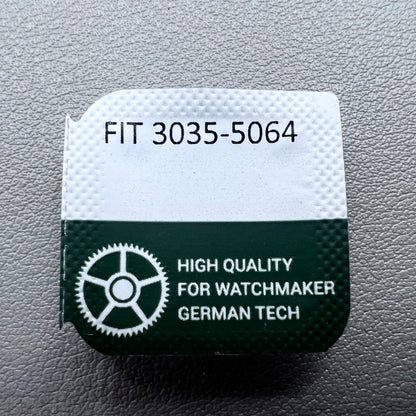 FIT 3035-5064
HIGH QUALITY
FOR WATCHMAKER
GERMAN TECH